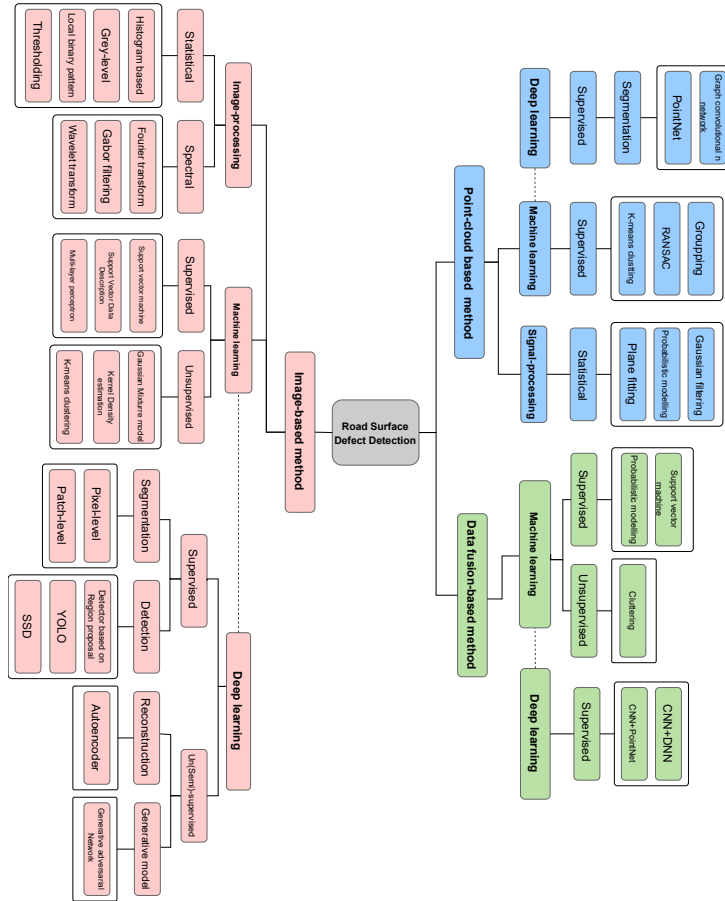 Road Surface
Defect Detection
Point-cloud based method
Deep learning
Supervised
Segmentation
Graph convolutional n
network
PointNet
Machine learning
Supervised
Groupping
RANSAC
K-means clustting
Signal-processing
Statistical
Gaussian filtering
Probabilistic modelling
Plane fitting
Data fusion-based method
Machine learning
Supervised
Support vector
machine
Probabilistic modelling
Unsupervised
Cluttering
Deep learning
Supervised
CNN+DNN
CNN+PointNet
Image-based method
Image-processing
Statistical
Histogram based
Grey-level
Local binary pattern
Thresholding
Spectral
Fourier transform
Gabor filtering
Wavelet transform
Machine learning
Supervised
Support vector machine
Support Vector Data
Description
Multi-layer perceptron
Unsupervised
Gaussian Mixture model
Kernel Density
estimation
K-means clustering
Deep learning
Supervised
Segmentation
Pixel-level
Patch-level
Detection
Detector based on
Region proposal
YOLO
SSD
Un(Semi)-supervised
Reconstruction
Autoencoder
Generative model
Generative adversarial
Network